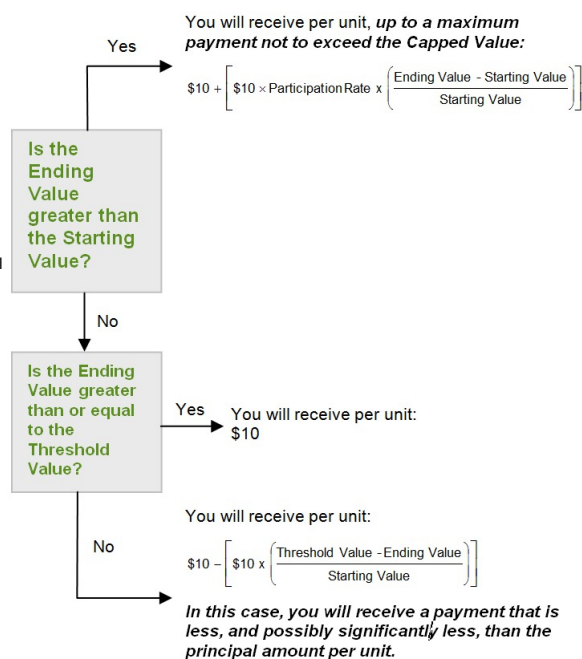 You will receive per unit, up to a maximum
payment not to exceed the Capped Value:
Yes
$10 + [ $10 × Participation Rate x ( Ending Value - Starting Value / Starting Value ) ]
Is the
Ending
Value
greater than
the Starting
Value?
No
Is the Ending
Value greater
than or equal
to the
Threshold
Value?
Yes
You will receive per unit:
$10
You will receive per unit:
No
$10 − [ $10 x ( Threshold Value - Ending Value / Starting Value ) ]
In this case, you will receive a payment that is
less, and possibly significantly less, than the
principal amount per unit.